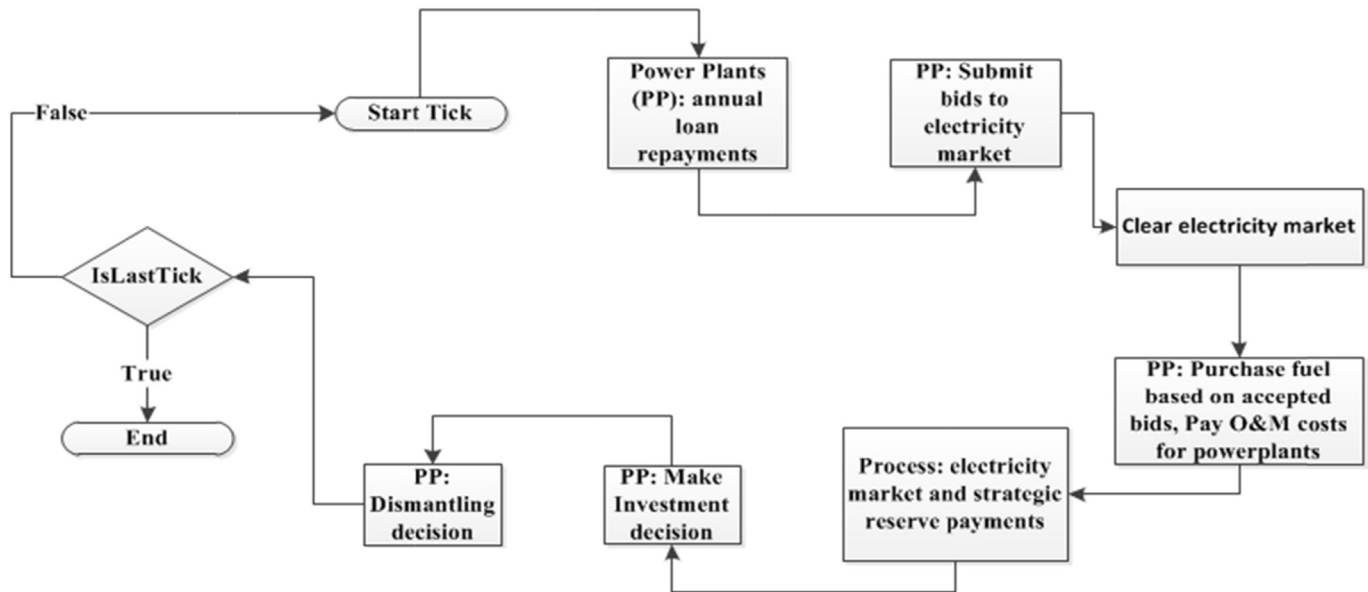 False
Start Tick
Power Plants
(PP): annual
loan
repayments
PP: Submit
bids to
electricity
market
Clear electricity market
PP: Purchase fuel
based on accepted
bids, Pay O&M costs
for powerplants
Process: electricity
market and strategic
reserve payments
PP: Make
Investment
decision
PP:
Dismantling
decision
IsLastTick
True
End